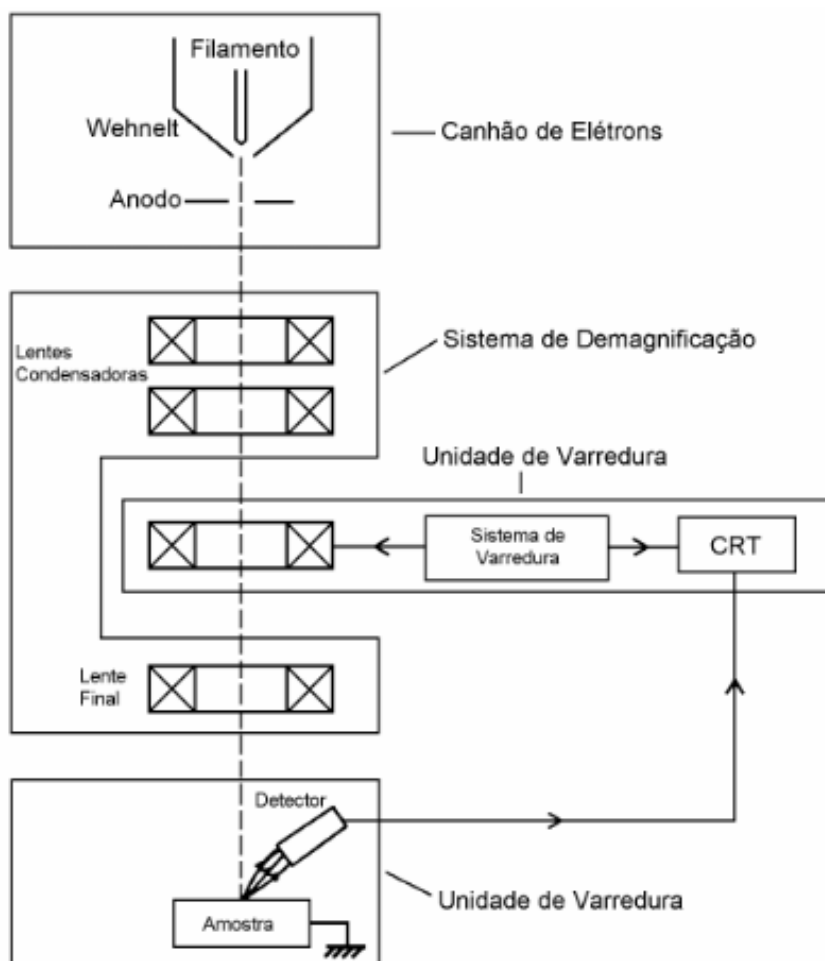 Filamento
Wehnelt
Canhão de Elétrons
Anodo
Lentes
Condensadoras
Sistema de Demagnificação
Unidade de Varredura
Sistema de
Varredura
CRT
Lente
Final
Detector
Amostra
Unidade de Varredura